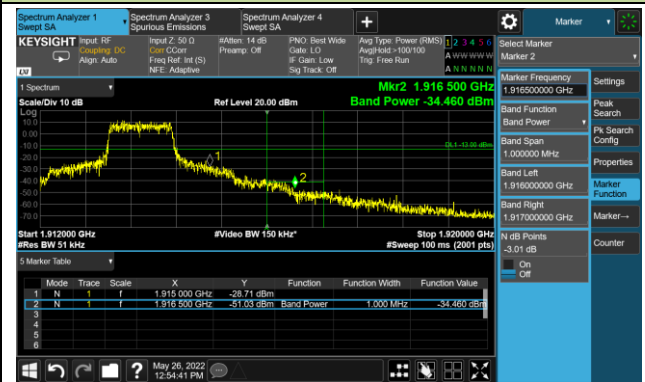 Spectrum Analyzer 1
Swept SA
Spectrum Analyzer 3
Spurious Emissions
Spectrum Analyzer 4
Swept SA
Marker
KEYSIGHT
LXI
Input: RF
Coupling: DC
Align: Auto
Input Z: 50 Ω
Corr CCorr
Freq Ref: Int (S)
NFE: Adaptive
#Atten: 14 dB
Preamp: Off
PNO: Best Wide
Gate: LO
IF Gain: Low
Sig Track: Off
Avg Type: Power (RMS)
Avg|Hold:>100/100
Trig: Free Run
1 2 3 4 5 6
A W W W W W
A N N N N N
Select Marker
Marker 2
1 Spectrum
Scale/Div 10 dB
Log
Ref Level 20.00 dBm
Mkr2 1.916 500 GHz
Band Power -34.460 dBm
10.0
0.00
-10.0
-20.0
-30.0
-40.0
-50.0
-60.0
-70.0
DL1 -13.00 dBm
1
2
Start 1.912000 GHz
#Res BW 51 kHz
#Video BW 150 kHz*
Stop 1.920000 GHz
#Sweep 100 ms (2001 pts)
5 Marker Table
Mode Trace Scale X Y Function Function Width Function Value
1 N 1 f 1.915 000 GHz -28.71 dBm
2 N 1 f 1.916 500 GHz -51.03 dBm Band Power 1.000 MHz -34.460 dBm
3
4
5
6
Marker Frequency
1.916500000 GHz
Band Function
Band Power
Band Span
1.000000 MHz
Band Left
1.916000000 GHz
Band Right
1.917000000 GHz
N dB Points
-3.01 dB
On
Off
Settings
Peak
Search
Pk Search
Config
Properties
Marker
Function
Marker→
Counter
?
May 26, 2022
12:54:41 PM